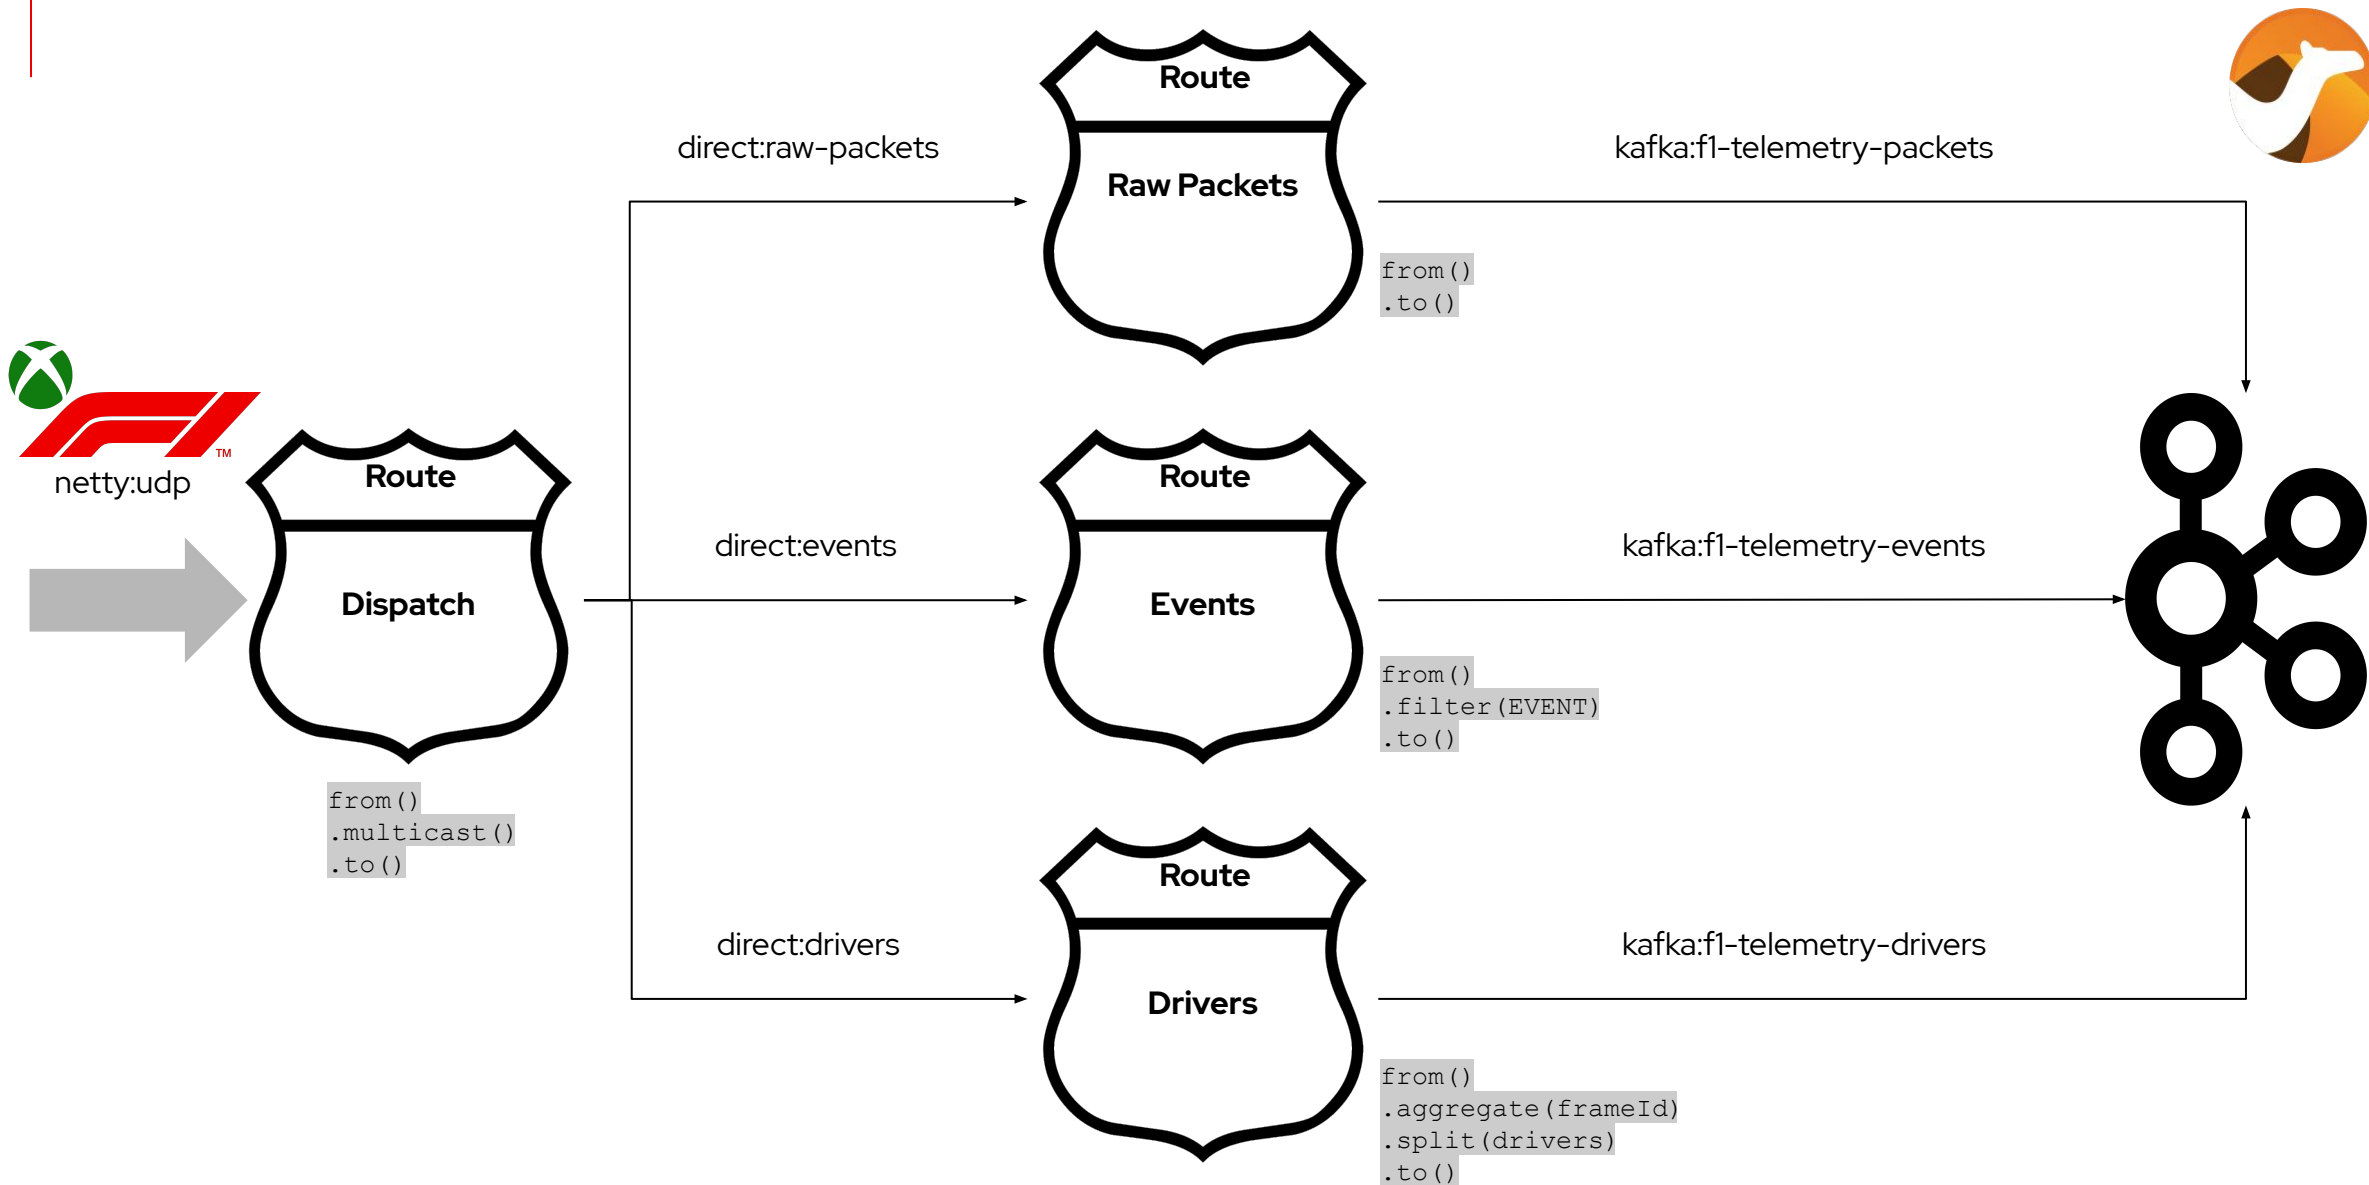 Route
direct:raw-packets
kafka:f1-telemetry-packets
Raw Packets
from()
.to()
F1
TM
netty:udp
Route
Dispatch
from()
.multicast()
.to()
direct:events
Route
Events
kafka:f1-telemetry-events
from()
.filter(EVENT)
.to()
direct:drivers
Route
Drivers
kafka:f1-telemetry-drivers
from()
.aggregate(frameId)
.split(drivers)
.to()